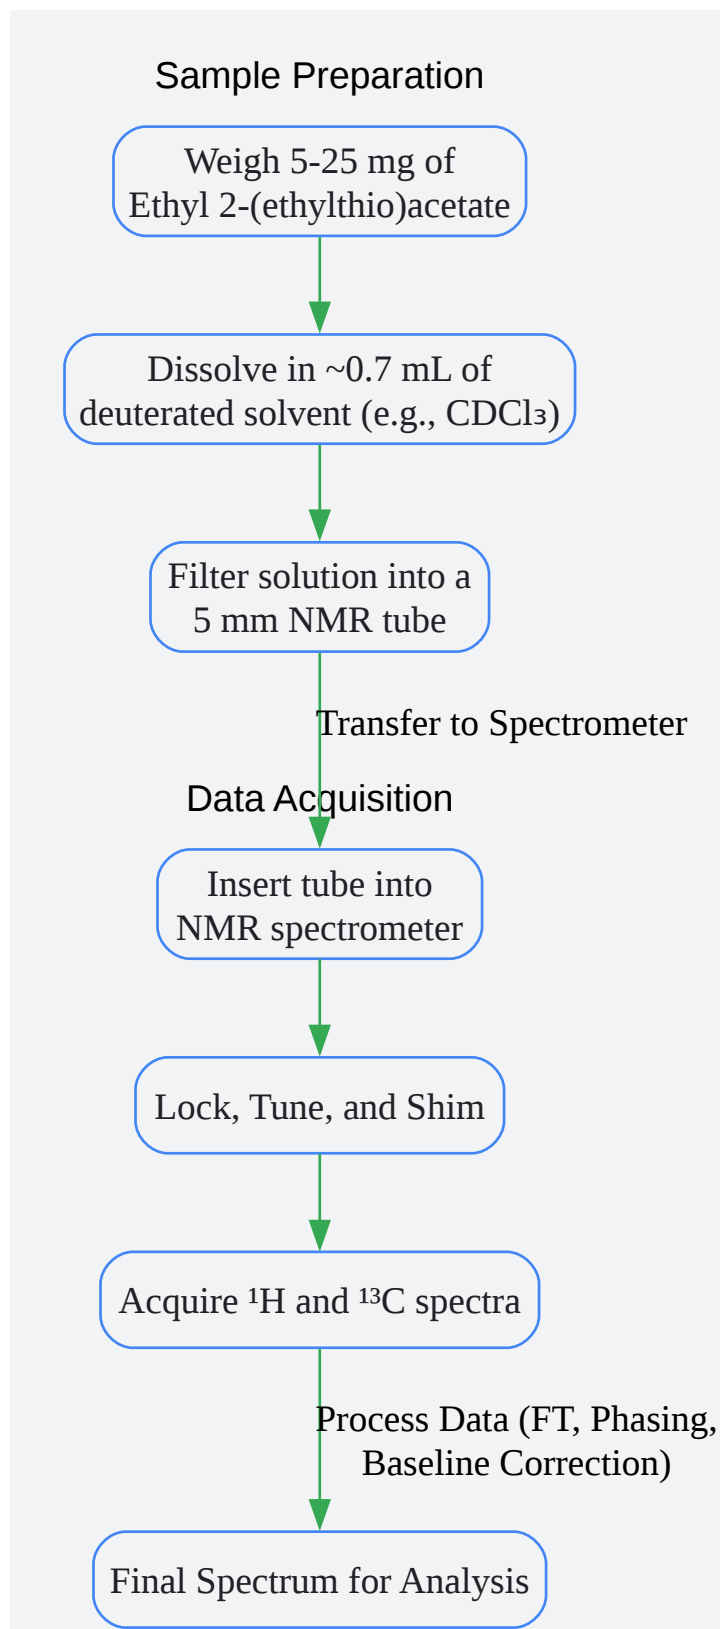 Sample Preparation
Weigh 5-25 mg of
Ethyl 2-(ethylthio)acetate
Dissolve in ~0.7 mL of
deuterated solvent (e.g., CDCl₃)
Filter solution into a
5 mm NMR tube
Transfer to Spectrometer
Data Acquisition
Insert tube into
NMR spectrometer
Lock, Tune, and Shim
Acquire ¹H and ¹³C spectra
Process Data (FT, Phasing,
Baseline Correction)
Final Spectrum for Analysis